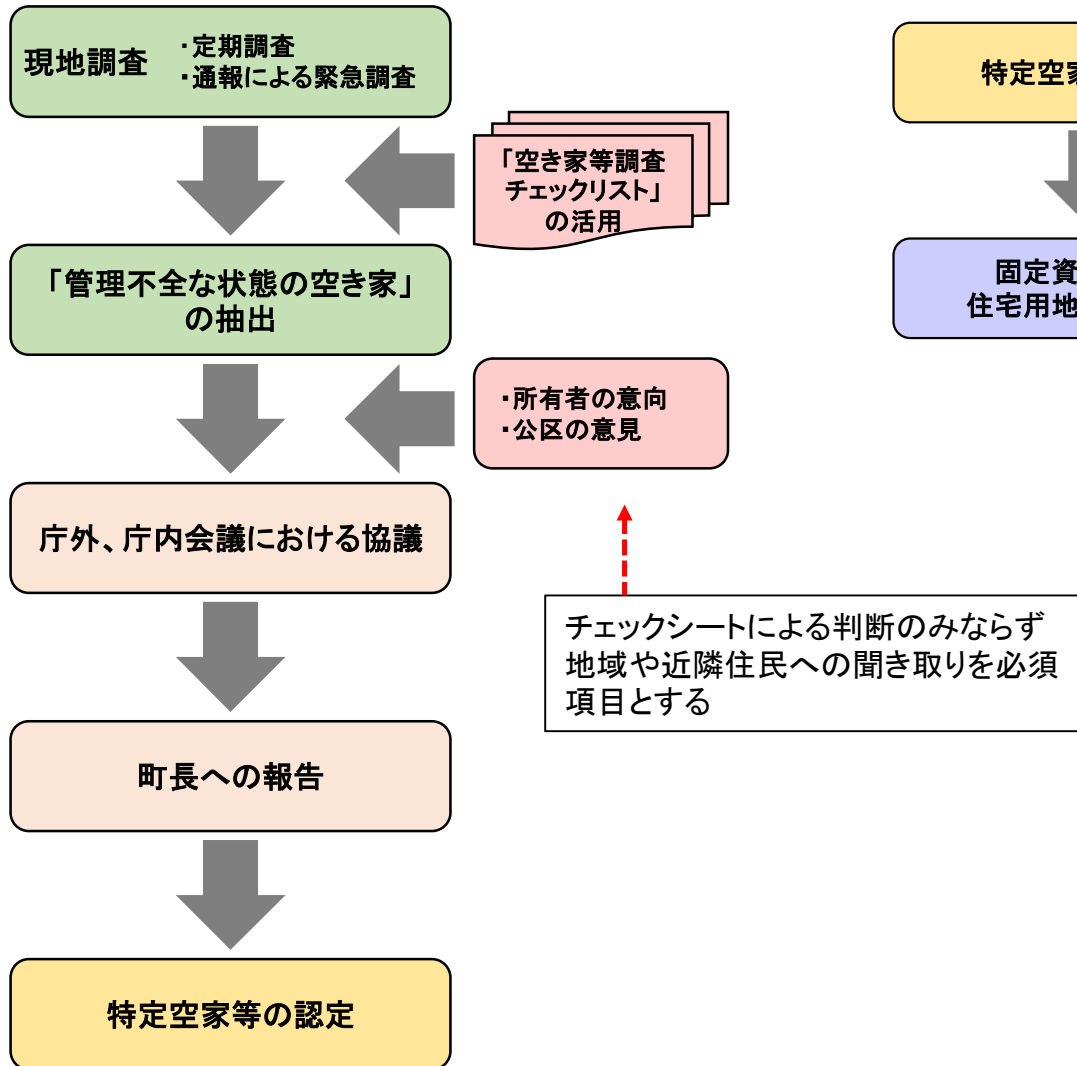 現地調査
・定期調査
・通報による緊急調査
「空き家等調査
チェックリスト」
の活用
「管理不全な状態の空き家」
の抽出
・所有者の意向
・公区の意見
庁外、庁内会議における協議
チェックシートによる判断のみならず
地域や近隣住民への聞き取りを必須
項目とする
町長への報告
特定空家等の認定
特定空家
固定資
住宅用地